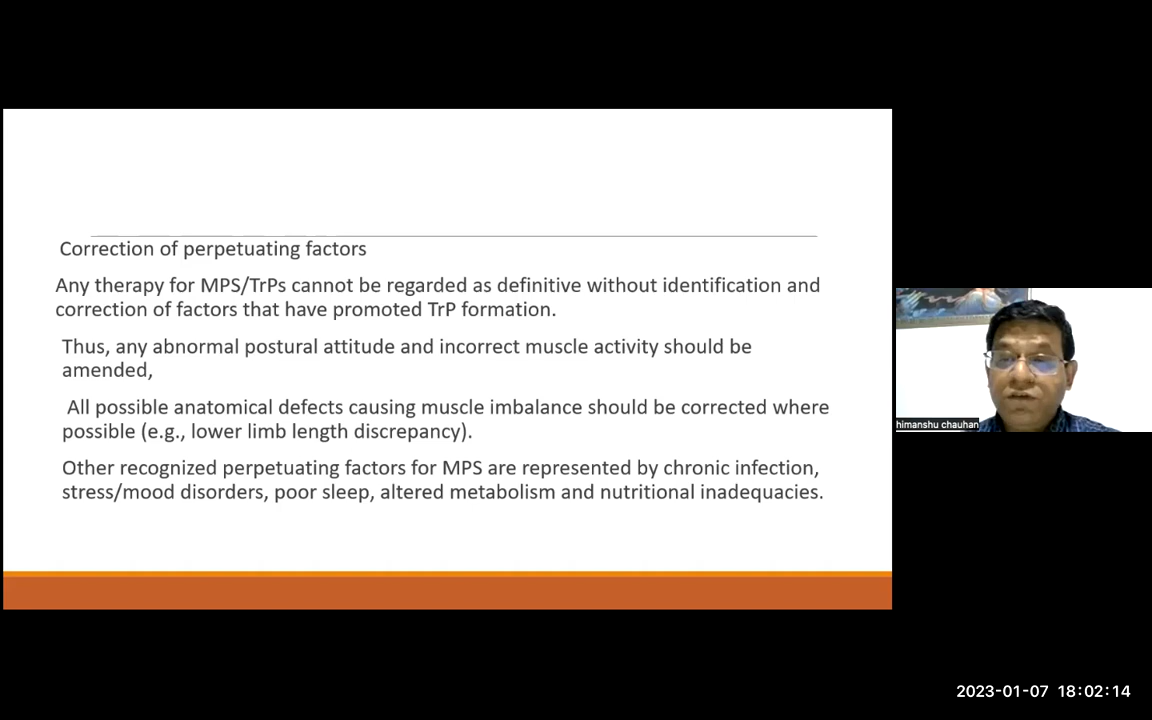 Correction of perpetuating factors
Any therapy for MPS/TrPs cannot be regarded as definitive without identification and
correction of factors that have promoted TrP formation.
Thus, any abnormal postural attitude and incorrect muscle activity should be
amended,
All possible anatomical defects causing muscle imbalance should be corrected where
possible (e.g., lower limb length discrepancy).
Other recognized perpetuating factors for MPS are represented by chronic infection,
stress/mood disorders, poor sleep, altered metabolism and nutritional inadequacies.
himanshu chauhan
2023-01-07 18:02:14